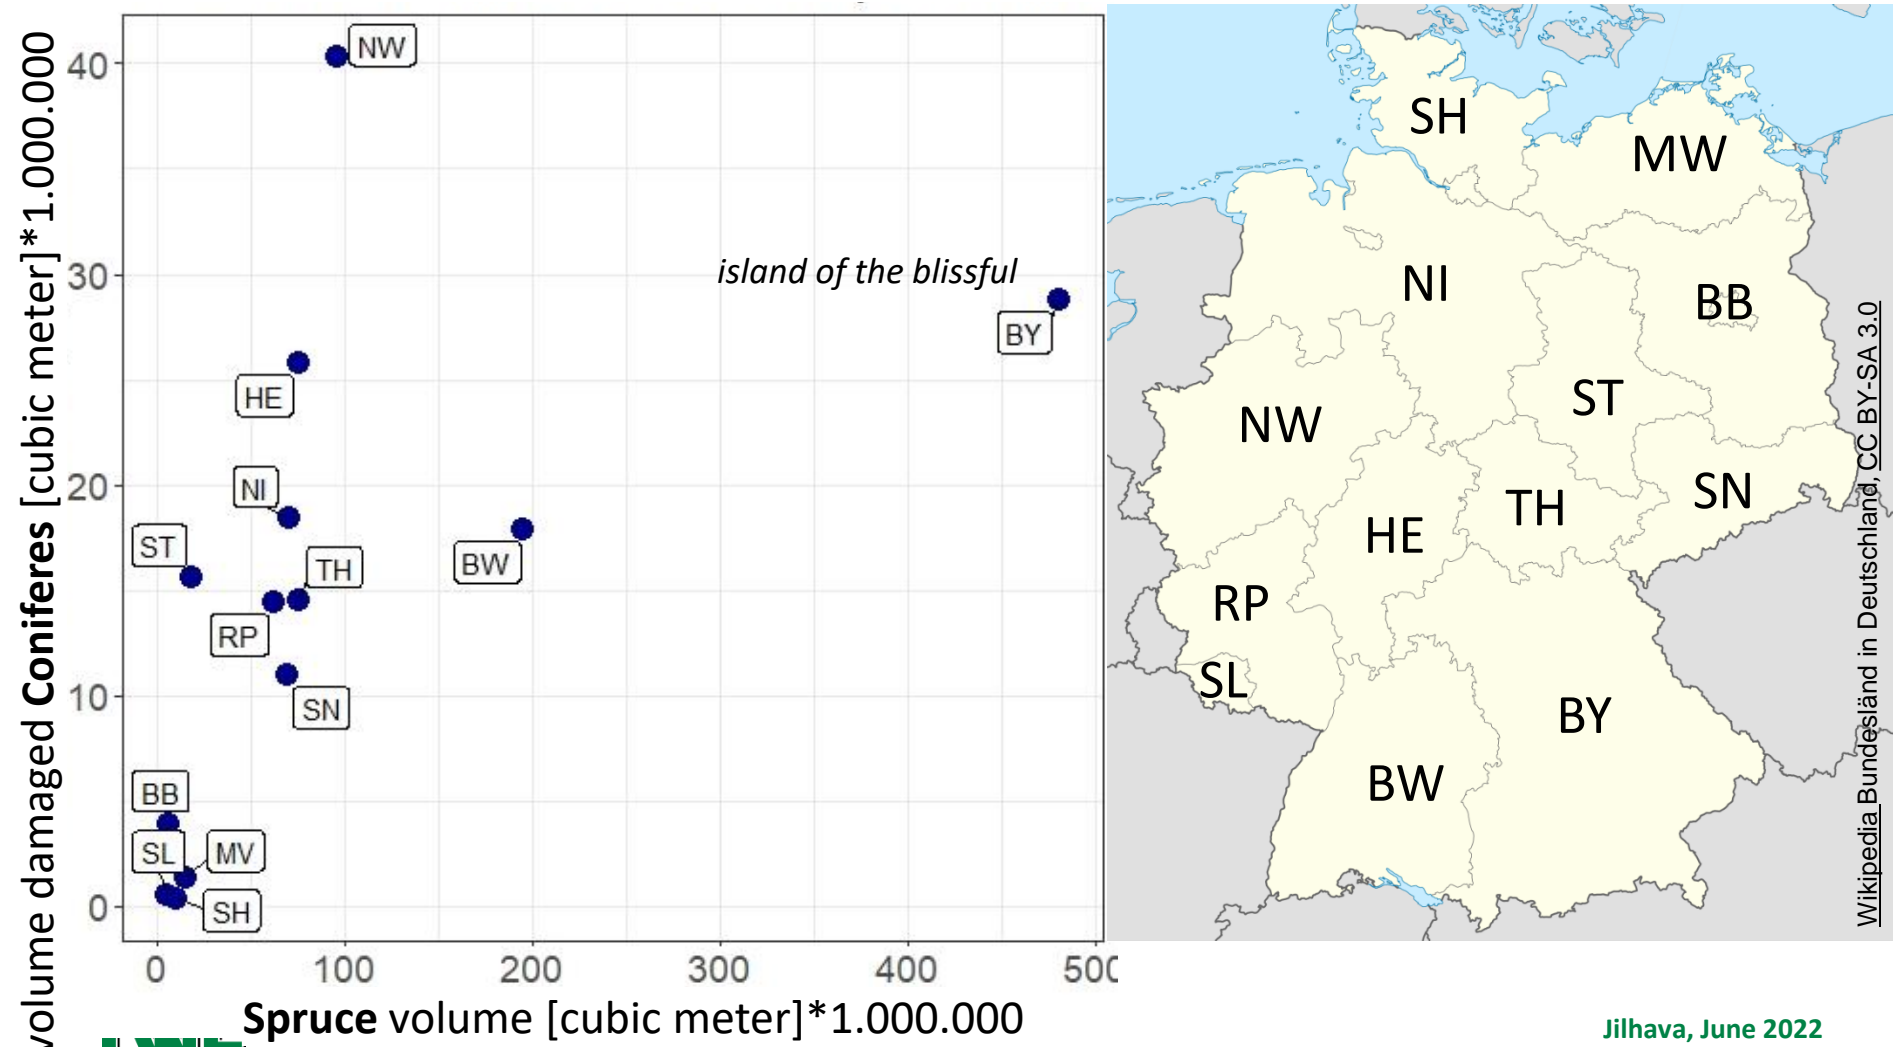 volume damaged Coniferes [cubic meter]*1.000.000
40
30
20
10
0
NW
island of the blissful
BY
HE
NI
ST
TH
BW
RP
SN
BB
SL
MV
SH
0
100
200
300
400
500
Spruce volume [cubic meter]*1.000.000
SH
MW
NI
BB
ST
NW
SN
TH
HE
RP
SL
BY
BW
Wikipedia Bundesländ in Deutschland, CC BY-SA 3.0
Jilhava, June 2022